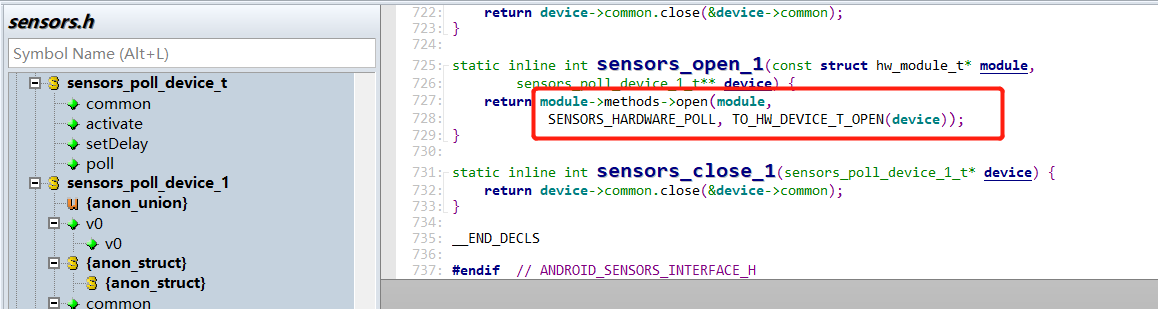 sensors.h
Symbol Name (Alt+L)
sensors_poll_device_t
common
activate
setDelay
poll
sensors_poll_device_1
{anon_union}
v0
v0
{anon_struct}
{anon_struct}
common
722: return device->common.close(&device->common);
723: }
724:
725: static inline int sensors_open_1(const struct hw_module_t* module,
726: sensors_poll_device_1_t** device) {
727: return module->methods->open(module,
728: SENSORS_HARDWARE_POLL, TO_HW_DEVICE_T_OPEN(device));
729: }
730:
731: static inline int sensors_close_1(sensors_poll_device_1_t* device) {
732: return device->common.close(&device->common);
733: }
734:
735: __END_DECLS
736:
737: #endif // ANDROID_SENSORS_INTERFACE_H